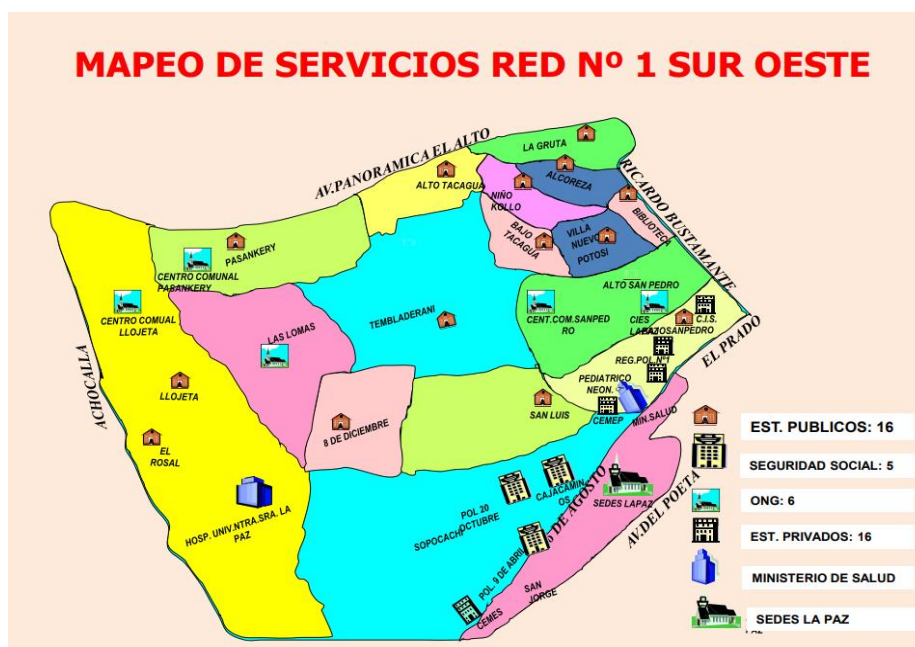 MAPEO DE SERVICIOS RED Nº 1 SUR OESTE
AV.PANORAMICA EL ALTO
LA GRUTA
RICARDO BUSTAMANTE
ALTO TACAGUA
ALCOREZA
NIÑO
KOLLO
BIBLIOTECA
BAJO
TACAGUA
VILLA
NUEVO
POTOSI
PASANKERY
CENTRO COMUNAL
PASANKERY
ALTO SAN PEDRO
CENTRO COMUAL
LLOJETA
TEMBLADERANI
CENT.COM.SANPED
RO
CIES
LAPAZ
BAJOSANPEDRO
C.I.S.
LAS LOMAS
EL PRADO
REG.POL.Nº1
ACHOCALLA
PEDIATRICO
NEON.
LLOJETA
SAN LUIS
CEMEP
MIN.SALUD
8 DE DICIEMBRE
EL
ROSAL
CAJACAMIN
OS
6 DE AGOSTO
SEDES LAPAZ
AV.DEL POETA
POL 20
OCTUBRE
SOPOCACHI
HOSP. UNIV.NTRA.SRA. LA
PAZ
POL. 9 DE ABRIL
SAN
JORGE
CEMES
EST. PUBLICOS: 16
SEGURIDAD SOCIAL: 5
ONG: 6
EST. PRIVADOS: 16
MINISTERIO DE SALUD
SEDES LA PAZ